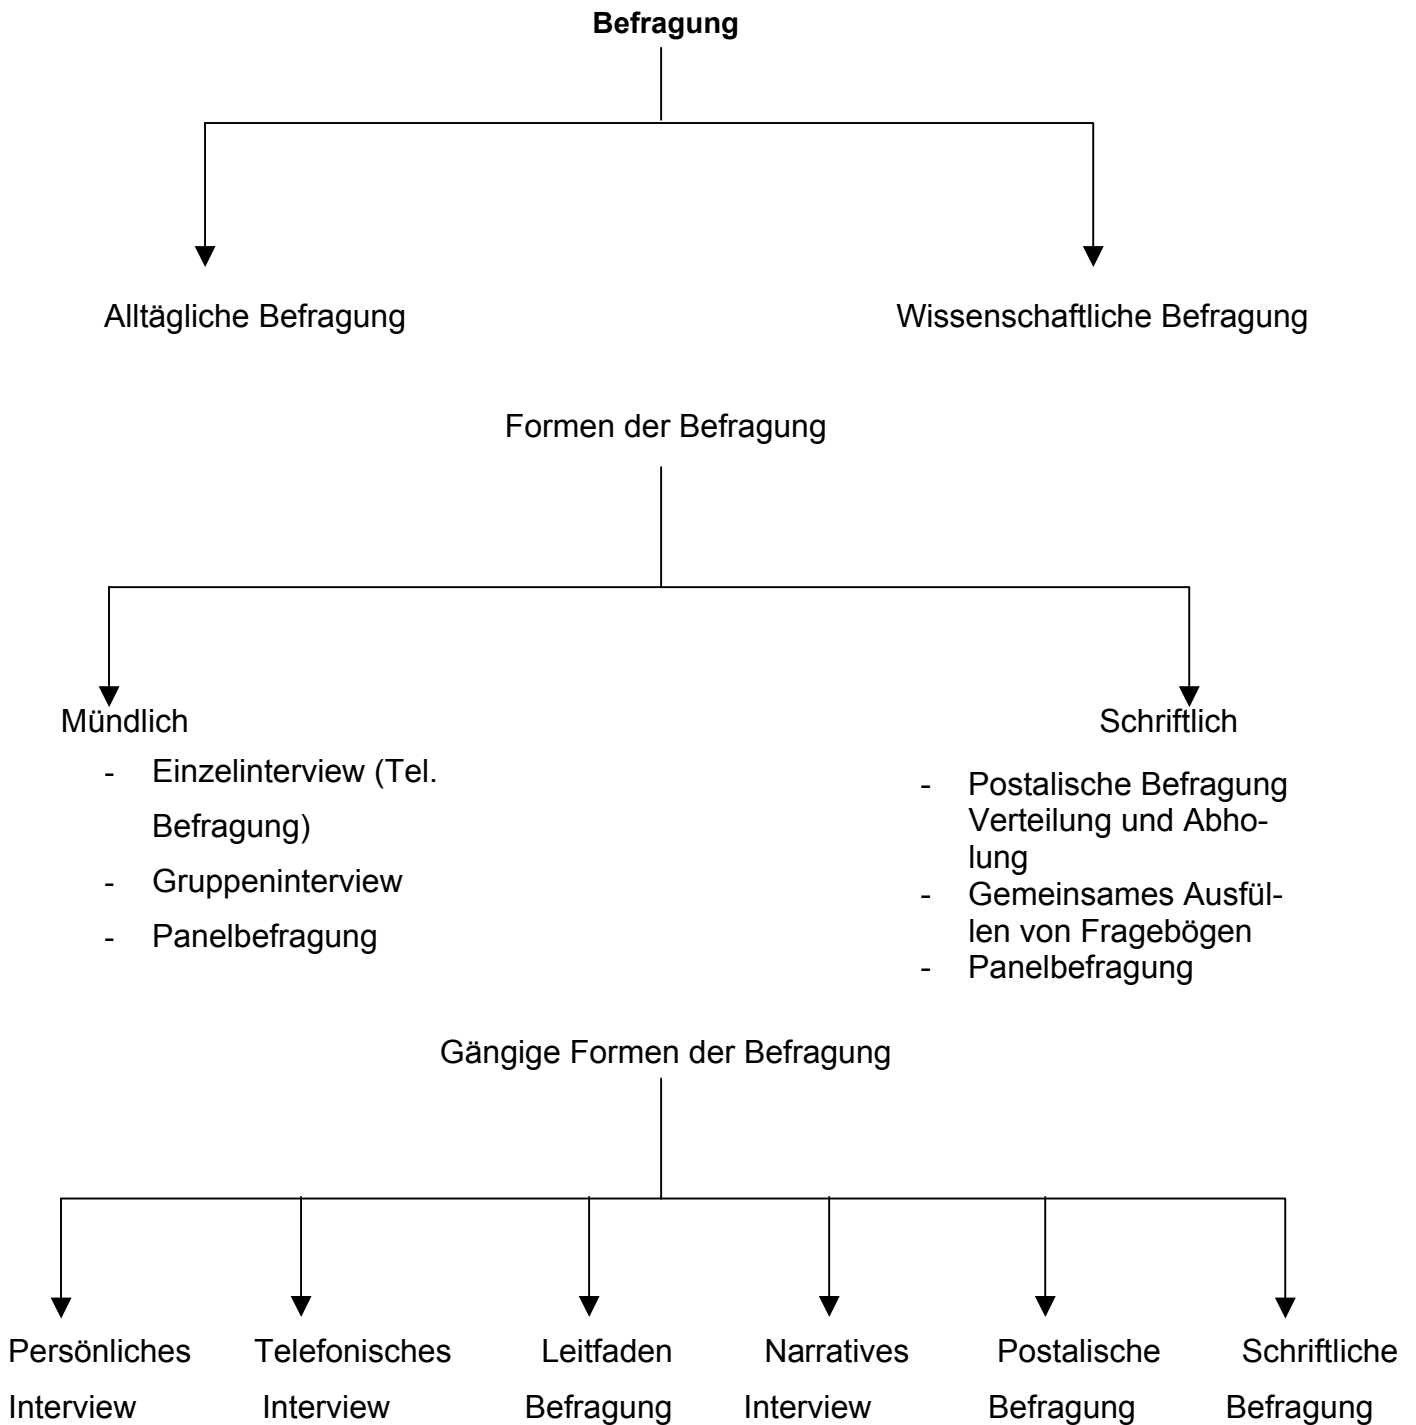 Befragung
Alltägliche Befragung
Wissenschaftliche Befragung
Formen der Befragung
Mündlich
- Einzelinterview (Tel.
Befragung)
- Gruppeninterview
- Panelbefragung
Schriftlich
- Postalische Befragung
Verteilung und Abho-
lung
- Gemeinsames Ausfül-
len von Fragebögen
- Panelbefragung
Gängige Formen der Befragung
Persönliches
Interview
Telefonisches
Interview
Leitfaden
Befragung
Narratives
Interview
Postalische
Befragung
Schriftliche
Befragung